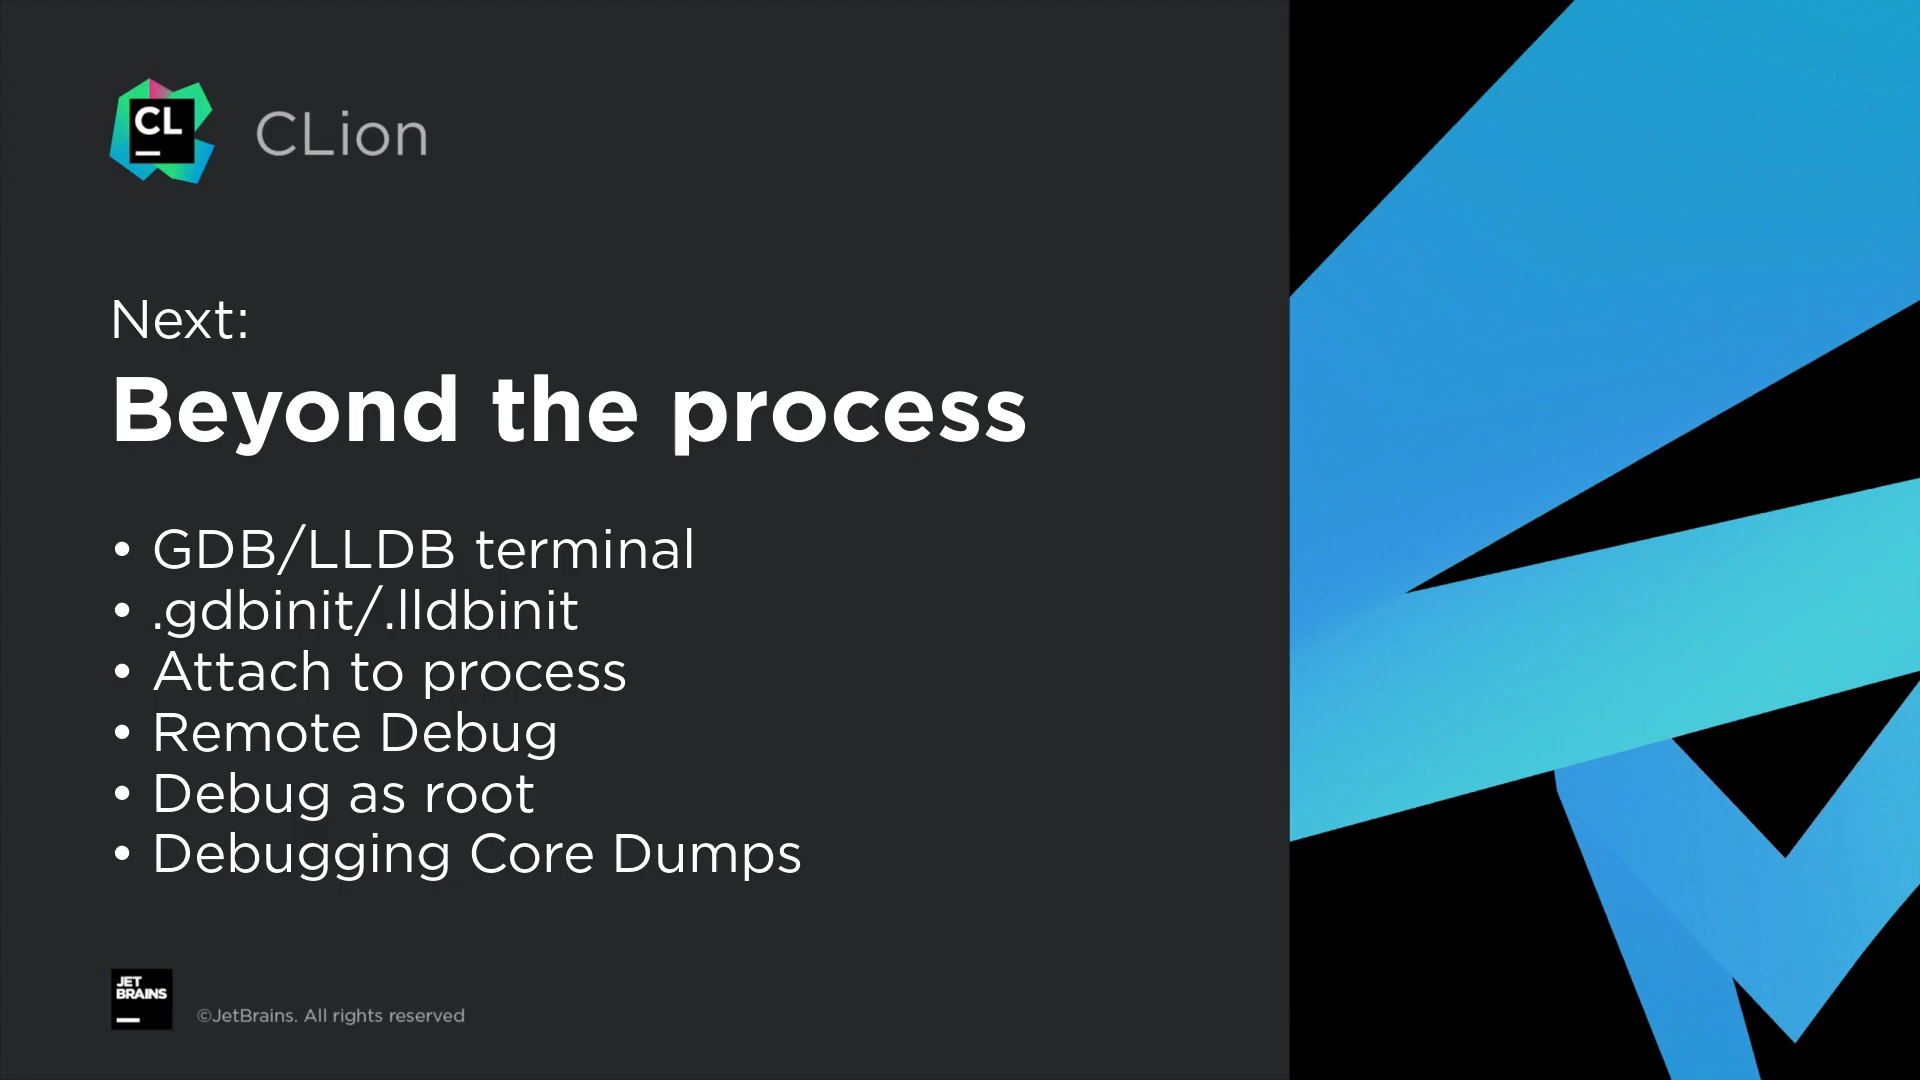 CL
CLion
Next:
Beyond the process
• GDB/LLDB terminal
• .gdbinit/.lldbinit
• Attach to process
• Remote Debug
• Debug as root
• Debugging Core Dumps
JET
BRAINS
©JetBrains. All rights reserved